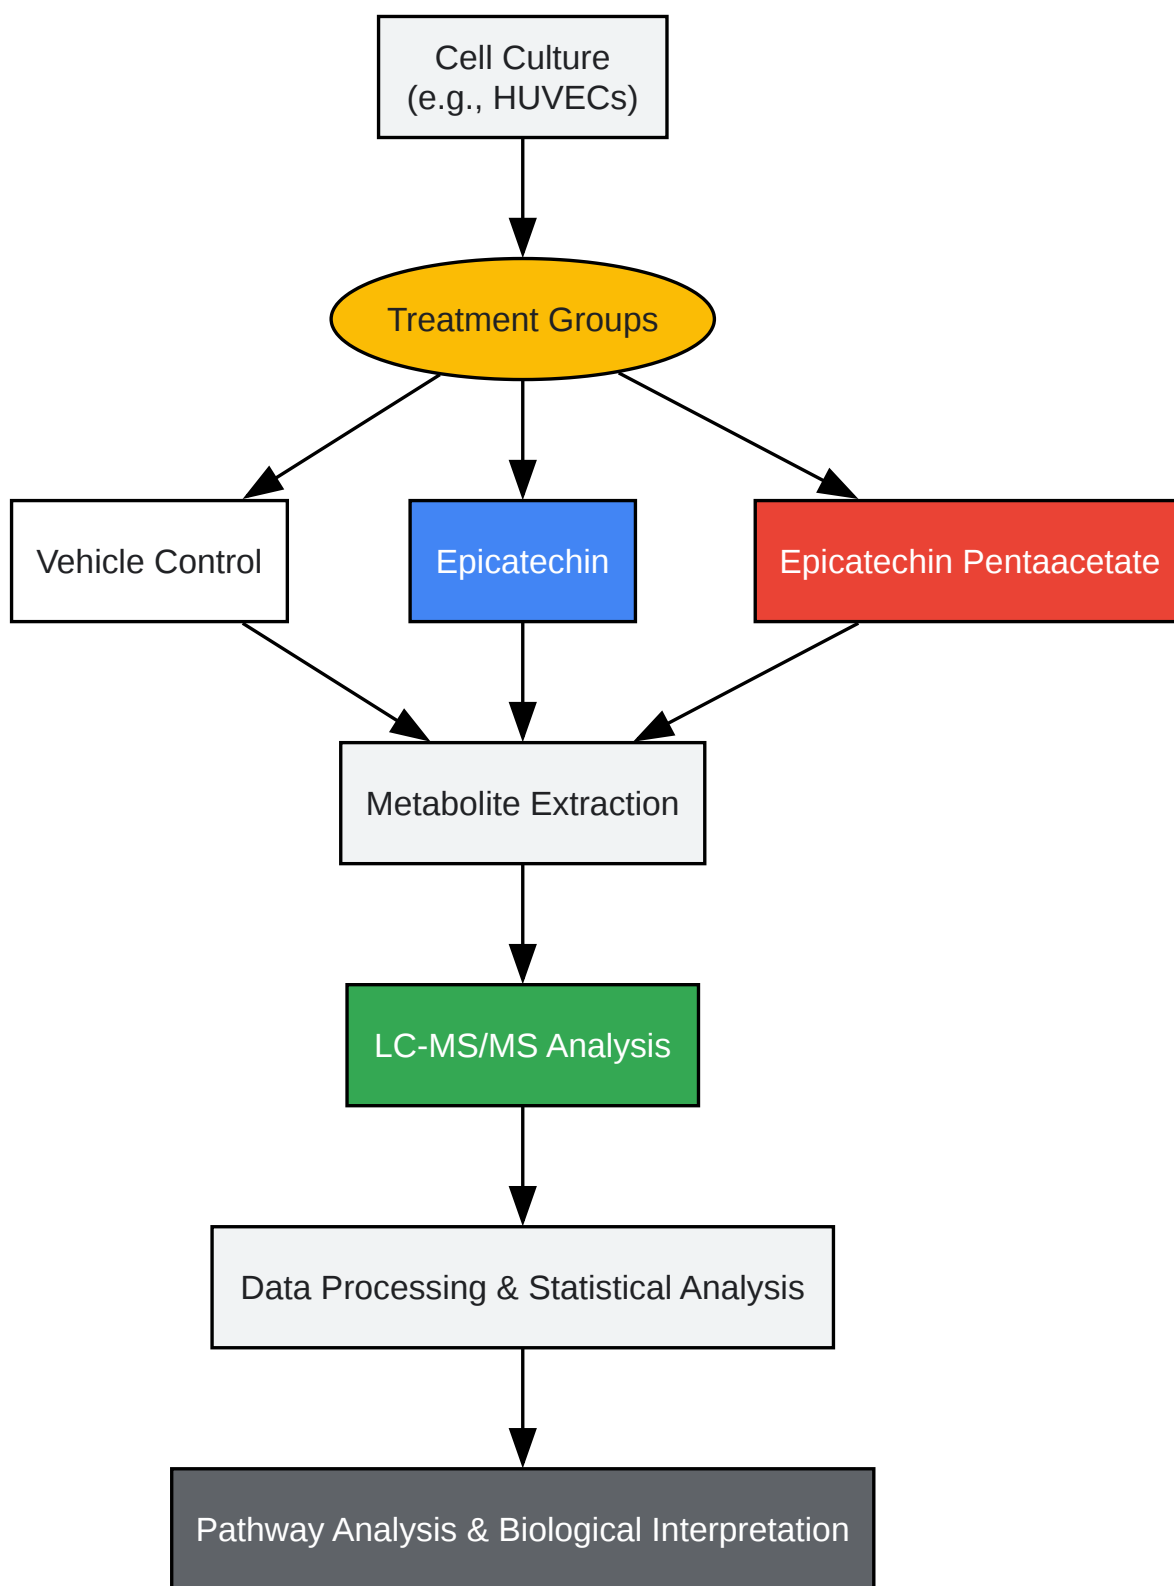 Cell Culture
(e.g., HUVECs)
Treatment Groups
Vehicle Control
Epicatechin
Epicatechin Pentaacetate
Metabolite Extraction
LC-MS/MS Analysis
Data Processing & Statistical Analysis
Pathway Analysis & Biological Interpretation